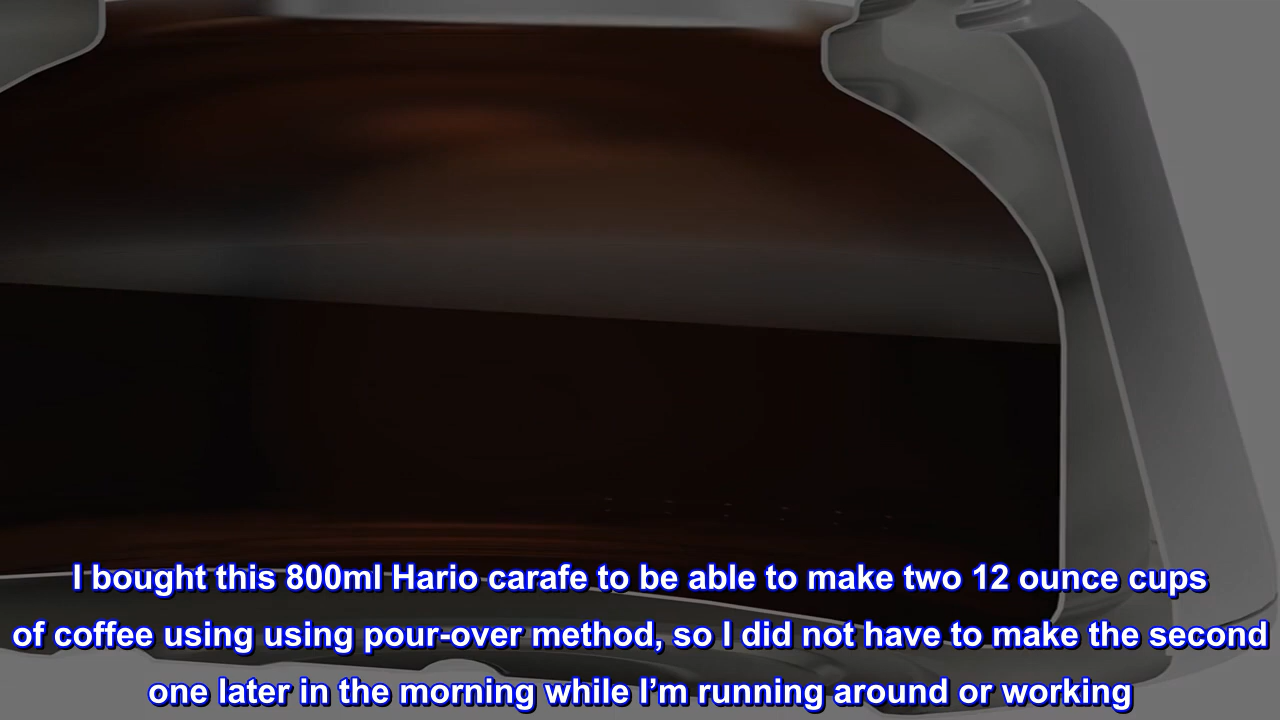 I bought this 800ml Hario carafe to be able to make two 12 ounce cups
of coffee using using pour-over method, so I did not have to make the second
one later in the morning while I’m running around or working